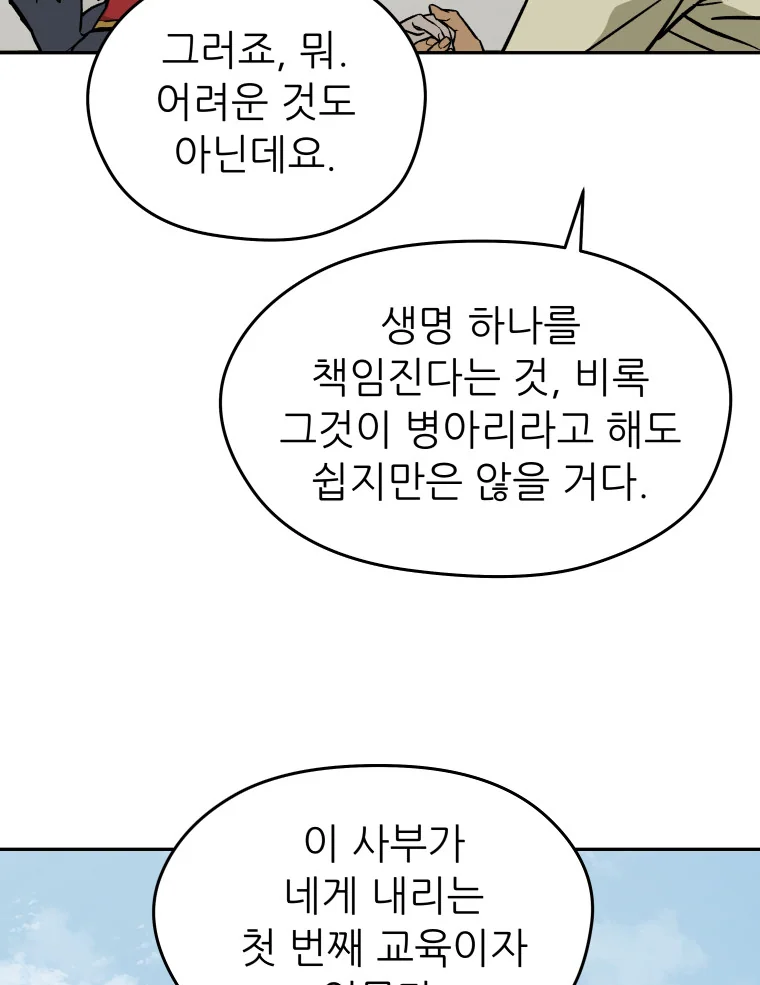 그러죠, 뭐.
어려운 것도
아닌데요.
생명 하나를
책임진다는 것, 비록
그것이 병아리라고 해도
쉽지만은 않을 거다.
이 사부가
네게 내리는
첫 번째 교육이자